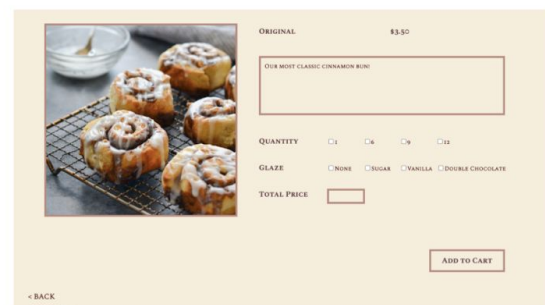 Original $3.50
Our most classic cinnamon bun!
Quantity 1 6 9 12
Glaze None Sugar Vanilla Double Chocolate
Total Price
Add to Cart
< BACK